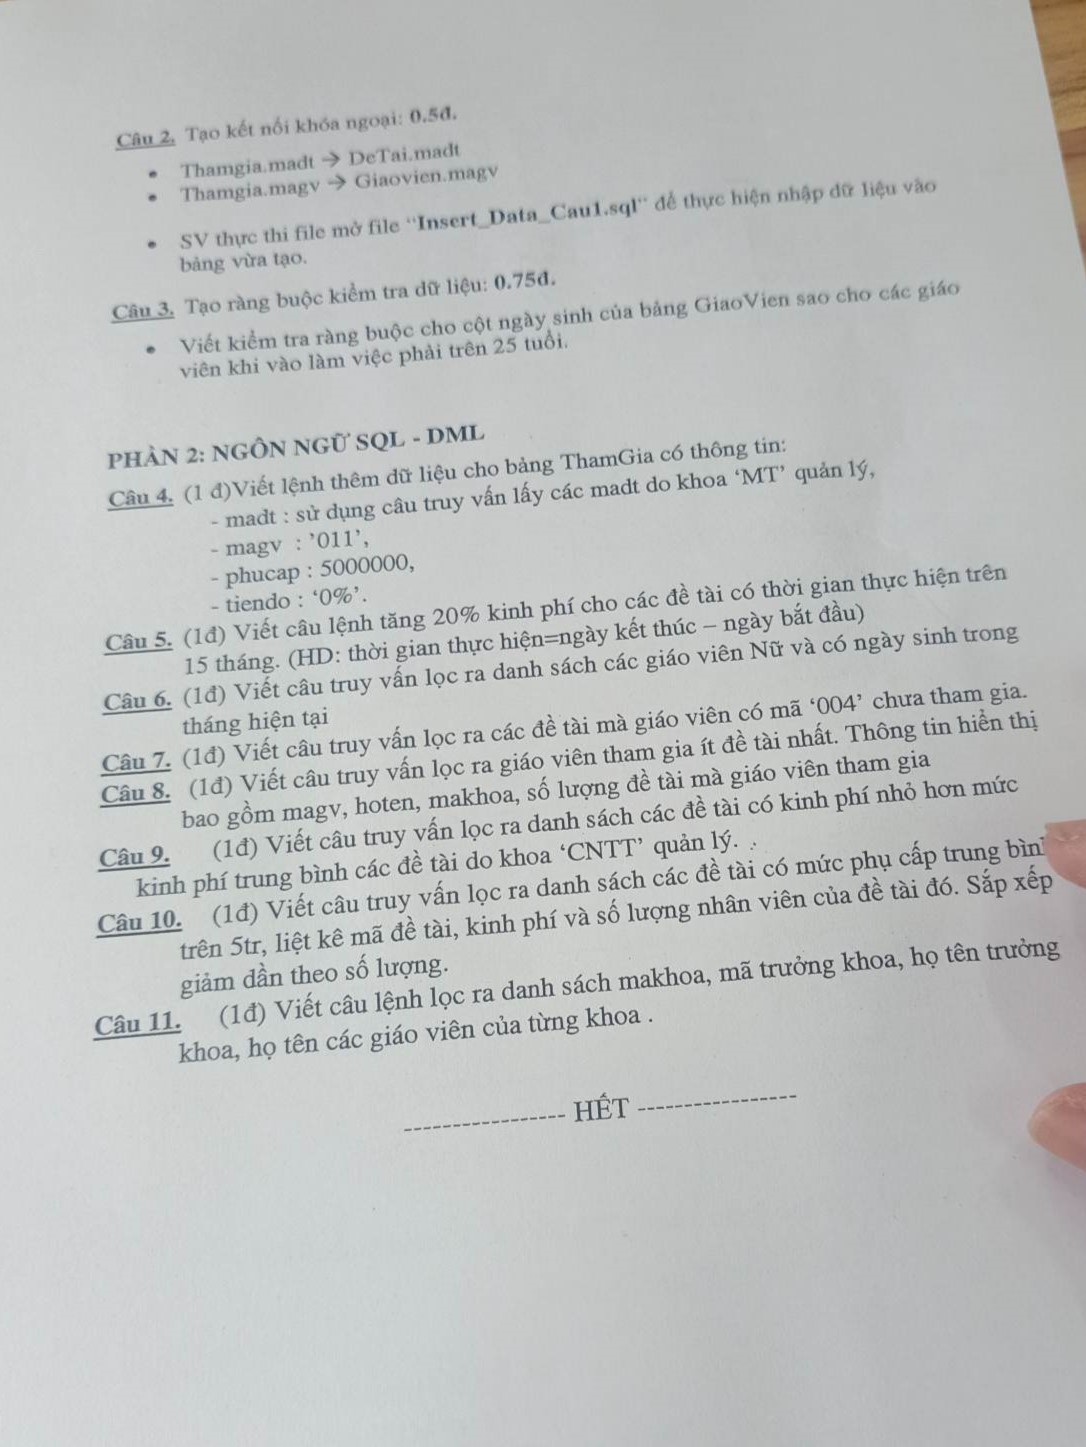 Câu 2. Tạo kết nối khóa ngoại: 0.5đ.
• Thamgia.madt → DeTai.madt
• Thamgia.magv → Giaovien.magv
• SV thực thi file mở file "Insert_Data_Cau1.sql" để thực hiện nhập dữ liệu vào
bảng vừa tạo.
Câu 3. Tạo ràng buộc kiểm tra dữ liệu: 0.75đ.
• Viết kiểm tra ràng buộc cho cột ngày sinh của bảng GiaoVien sao cho các giáo
viên khi vào làm việc phải trên 25 tuổi.
PHẦN 2: NGÔN NGỮ SQL - DML
Câu 4. (1 đ)Viết lệnh thêm dữ liệu cho bảng ThamGia có thông tin:
- madt : sử dụng câu truy vấn lấy các madt do khoa ‘MT’ quản lý,
- magv : ’011’,
- phucap : 5000000,
- tiendo : ‘0%’.
Câu 5. (1đ) Viết câu lệnh tăng 20% kinh phí cho các đề tài có thời gian thực hiện trên
15 tháng. (HD: thời gian thực hiện=ngày kết thúc – ngày bắt đầu)
Câu 6. (1đ) Viết câu truy vấn lọc ra danh sách các giáo viên Nữ và có ngày sinh trong
tháng hiện tại
Câu 7. (1đ) Viết câu truy vấn lọc ra các đề tài mà giáo viên có mã ‘004’ chưa tham gia.
Câu 8. (1đ) Viết câu truy vấn lọc ra giáo viên tham gia ít đề tài nhất. Thông tin hiển thị
bao gồm magv, hoten, makhoa, số lượng đề tài mà giáo viên tham gia
Câu 9. (1đ) Viết câu truy vấn lọc ra danh sách các đề tài có kinh phí nhỏ hơn mức
kinh phí trung bình các đề tài do khoa ‘CNTT’ quản lý.
Câu 10. (1đ) Viết câu truy vấn lọc ra danh sách các đề tài có mức phụ cấp trung bìn
trên 5tr, liệt kê mã đề tài, kinh phí và số lượng nhân viên của đề tài đó. Sắp xếp
giảm dần theo số lượng.
Câu 11. (1đ) Viết câu lệnh lọc ra danh sách makhoa, mã trưởng khoa, họ tên trưởng
khoa, họ tên các giáo viên của từng khoa .
----------------- HẾT -----------------